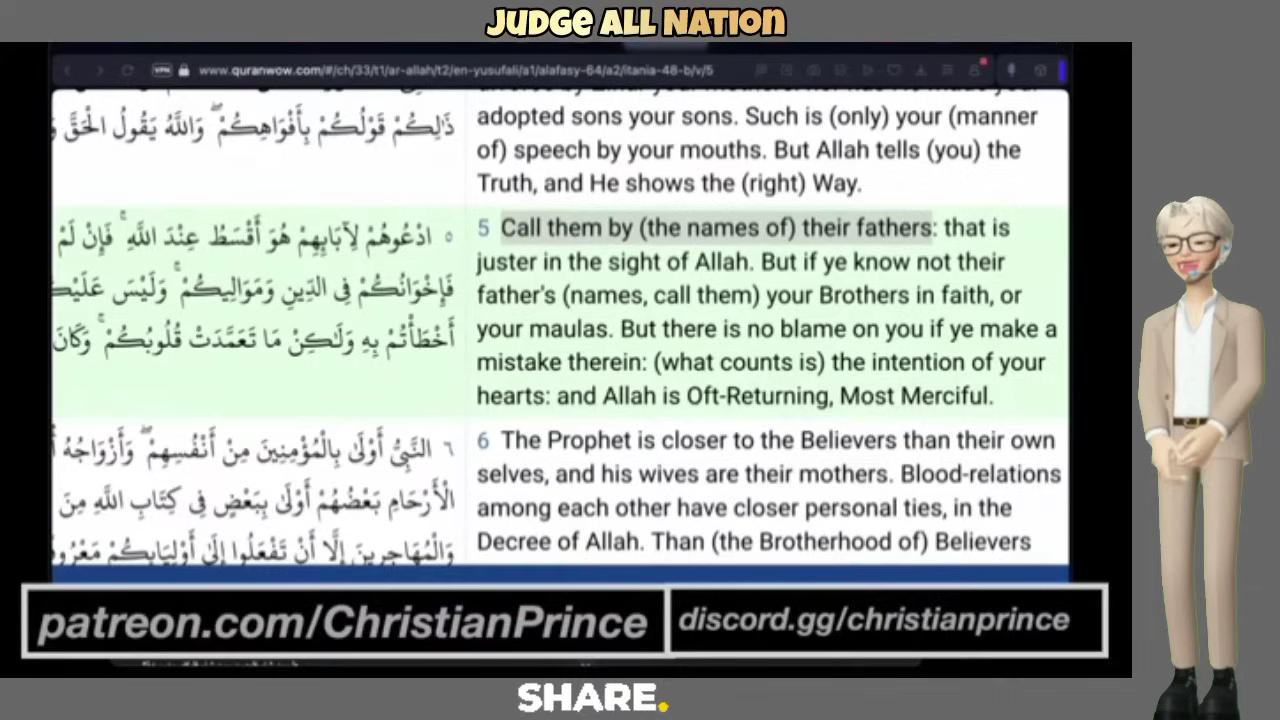 JUDGE ALL NATION
VPN www.quranwow.com/#/ch/33/t1/ar-allah/t2/en-yusufali/a1/alafasy-64/a2/itania-48-b/v/5
ذَٰلِكُمْ قَوْلُكُمْ بِأَفْوَاهِكُمْ ۖ وَاللَّهُ يَقُولُ الْحَقَّ
adopted sons your sons. Such is (only) your (manner
of) speech by your mouths. But Allah tells (you) the
Truth, and He shows the (right) Way.
٥ ادْعُوهُمْ لِآبَائِهِمْ هُوَ أَقْسَطُ عِنْدَ اللَّهِ ۚ فَإِنْ لَمْ
فَإِخْوَانُكُمْ فِي الدِّينِ وَمَوَالِيكُمْ ۚ وَلَيْسَ
أَخْطَأْتُمْ بِهِ وَلَٰكِنْ مَا تَعَمَّدَتْ قُلُوبُكُمْ ۚ وَكَانَ
5 Call them by (the names of) their fathers: that is
juster in the sight of Allah. But if ye know not their
father's (names, call them) your Brothers in faith, or
your maulas. But there is no blame on you if ye make a
mistake therein: (what counts is) the intention of your
hearts: and Allah is Oft-Returning, Most Merciful.
٦ النَّبِيُّ أَوْلَىٰ بِالْمُؤْمِنِينَ مِنْ أَنْفُسِهِمْ ۖ وَأَزْوَاجُهُ
الْأَرْحَامِ بَعْضُهُمْ أَوْلَىٰ بِبَعْضٍ فِي كِتَابِ اللَّهِ مِنَ
وَالْمُهَاجِرِينَ إِلَّا أَنْ تَفْعَلُوا إِلَىٰ أَوْلِيَائِكُمْ
6 The Prophet is closer to the Believers than their own
selves, and his wives are their mothers. Blood-relations
among each other have closer personal ties, in the
Decree of Allah. Than (the Brotherhood of) Believers
patreon.com/ChristianPrince
discord.gg/christianprince
SHARE.